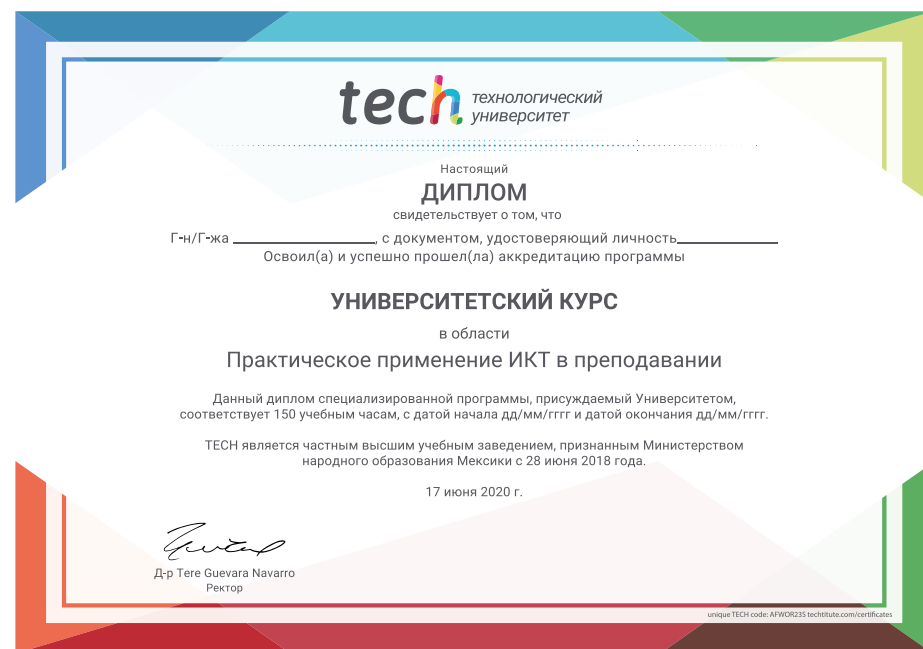 tech технологический
университет
Настоящий
ДИПЛОМ
свидетельствует о том, что
Г-н/Г-жа ____________________, с документом, удостоверяющий личность______________
Освоил(а) и успешно прошел(ла) аккредитацию программы
УНИВЕРСИТЕТСКИЙ КУРС
в области
Практическое применение ИКТ в преподавании
Данный диплом специализированной программы, присуждаемый Университетом,
соответствует 150 учебным часам, с датой начала дд/мм/гггг и датой окончания дд/мм/гггг.
TECH является частным высшим учебным заведением, признанным Министерством
народного образования Мексики с 28 июня 2018 года.
17 июня 2020 г.
Д-р Tere Guevara Navarro
Ректор
unique TECH code: AFWOR23S techtitute.com/certificates